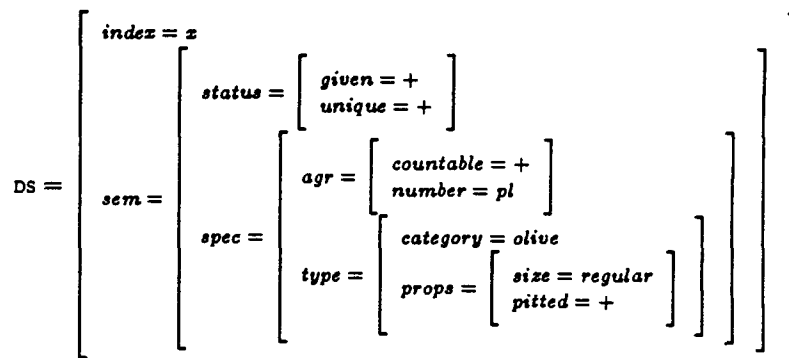 index = x
status = [ given = +
unique = + ]
DS = sem =
agr = [ countable = +
number = pl ]
spec =
category = olive
type =
props = [ size = regular
pitted = + ]